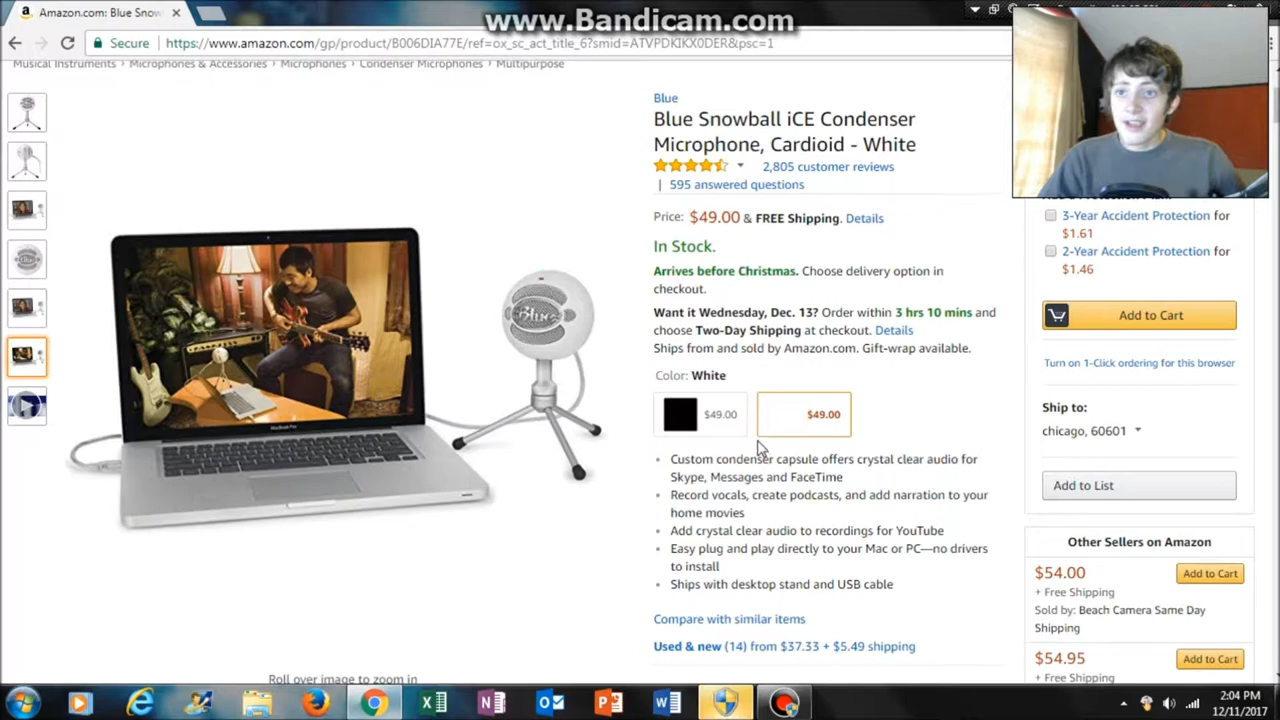 www.Bandicam.com
Amazon.com: Blue Snow
Secure
https://www.amazon.com/gp/product/B006DIA77E/ref=ox_sc_act_title_6?smid=ATVPDKIKX0DER&psc=1
Musical Instruments › Microphones & Accessories › Microphones › Condenser Microphones › Multipurpose
Blue
Blue Snowball iCE Condenser
Microphone, Cardioid - White
2,805 customer reviews
| 595 answered questions
Price: $49.00 & FREE Shipping. Details
In Stock.
Arrives before Christmas. Choose delivery option in
checkout.
Want it Wednesday, Dec. 13? Order within 3 hrs 10 mins and
choose Two-Day Shipping at checkout. Details
Ships from and sold by Amazon.com. Gift-wrap available.
Color: White
$49.00
$49.00
Custom condenser capsule offers crystal clear audio for
Skype, Messages and FaceTime
Record vocals, create podcasts, and add narration to your
home movies
Add crystal clear audio to recordings for YouTube
Easy plug and play directly to your Mac or PC—no drivers
to install
Ships with desktop stand and USB cable
Compare with similar items
Used & new (14) from $37.33 + $5.49 shipping
Blue
MacBook Pro
Roll over image to zoom in
3-Year Accident Protection for
$1.61
2-Year Accident Protection for
$1.46
Add to Cart
Turn on 1-Click ordering for this browser
Ship to:
chicago, 60601
Add to List
Other Sellers on Amazon
$54.00
Add to Cart
+ Free Shipping
Sold by: Beach Camera Same Day
Shipping
$54.95
Add to Cart
+ Free Shipping
2:04 PM
12/11/2017